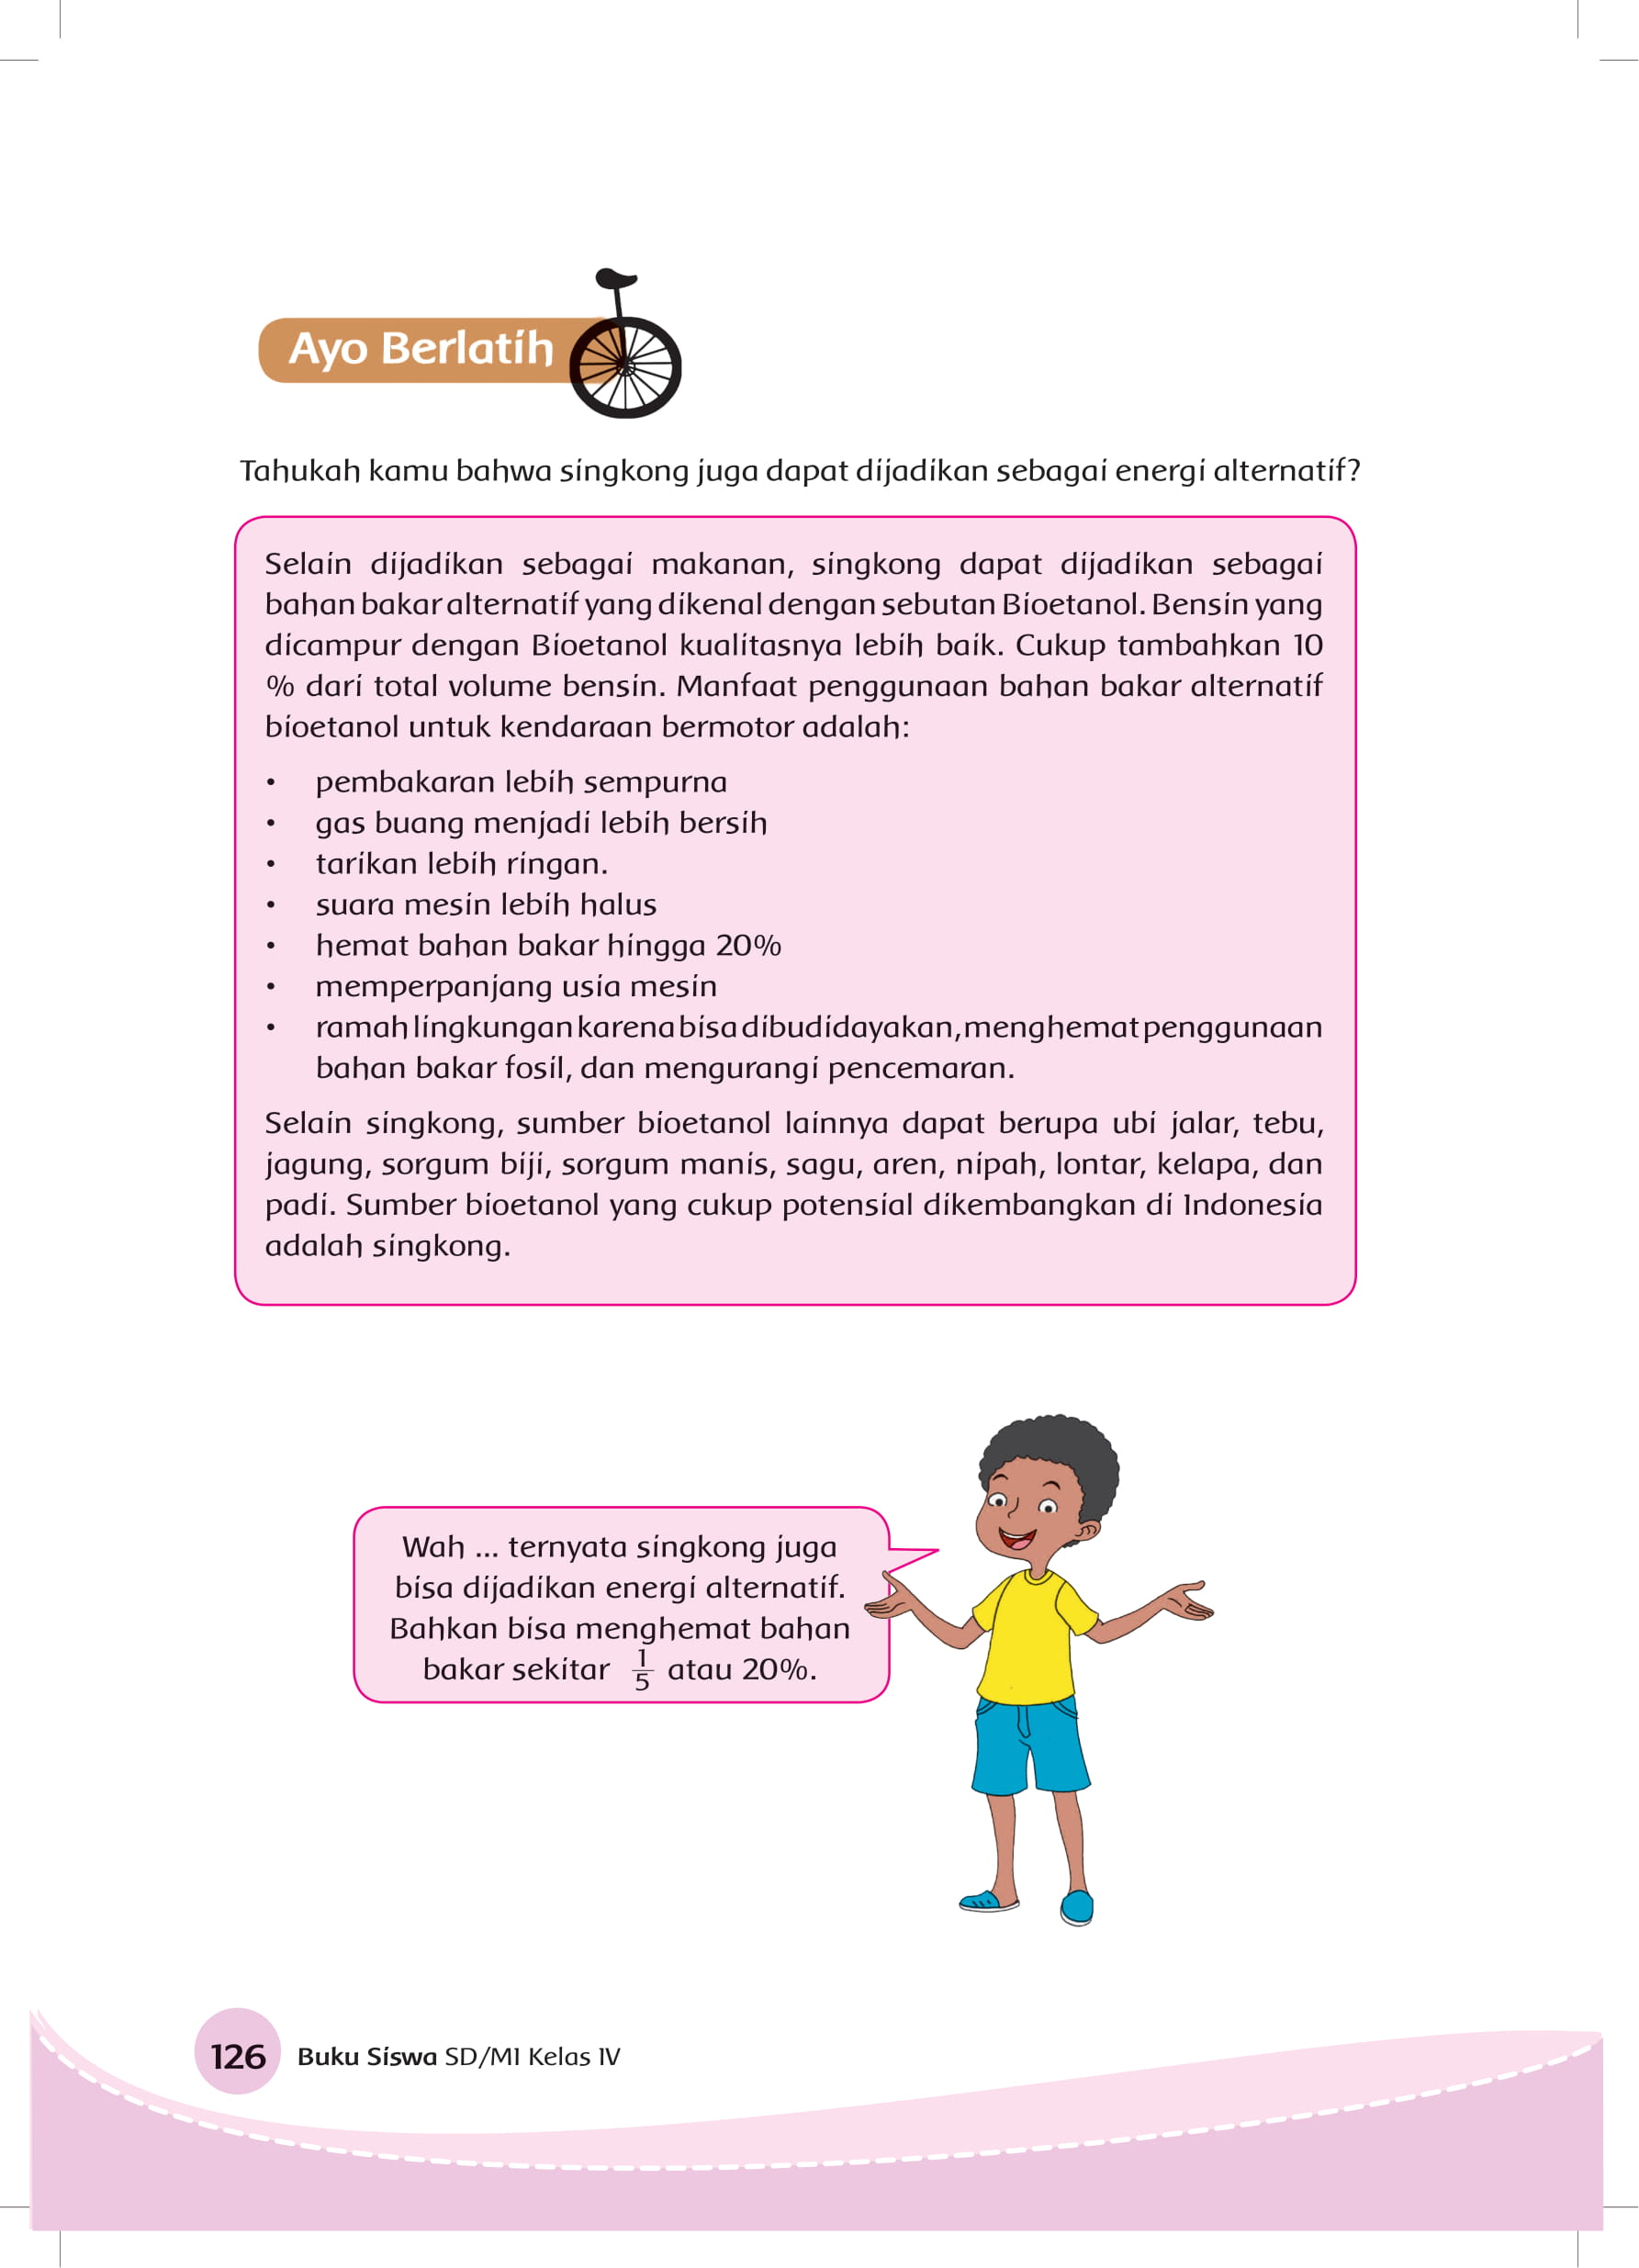 Ayo Berlatih
Tahukah kamu bahwa singkong juga dapat dijadikan sebagai energi alternatif?
Selain dijadikan sebagai makanan, singkong dapat dijadikan sebagai
bahan bakar alternatif yang dikenal dengan sebutan Bioetanol. Bensin yang
dicampur dengan Bioetanol kualitasnya lebih baik. Cukup tambahkan 10
% dari total volume bensin. Manfaat penggunaan bahan bakar alternatif
bioetanol untuk kendaraan bermotor adalah:
• pembakaran lebih sempurna
• gas buang menjadi lebih bersih
• tarikan lebih ringan.
• suara mesin lebih halus
• hemat bahan bakar hingga 20%
• memperpanjang usia mesin
• ramah lingkungan karena bisa dibudidayakan, menghemat penggunaan
bahan bakar fosil, dan mengurangi pencemaran.
Selain singkong, sumber bioetanol lainnya dapat berupa ubi jalar, tebu,
jagung, sorgum biji, sorgum manis, sagu, aren, nipah, lontar, kelapa, dan
padi. Sumber bioetanol yang cukup potensial dikembangkan di Indonesia
adalah singkong.
Wah ... ternyata singkong juga
bisa dijadikan energi alternatif.
Bahkan bisa menghemat bahan
bakar sekitar 1/5 atau 20%.
126 Buku Siswa SD/MI Kelas IV